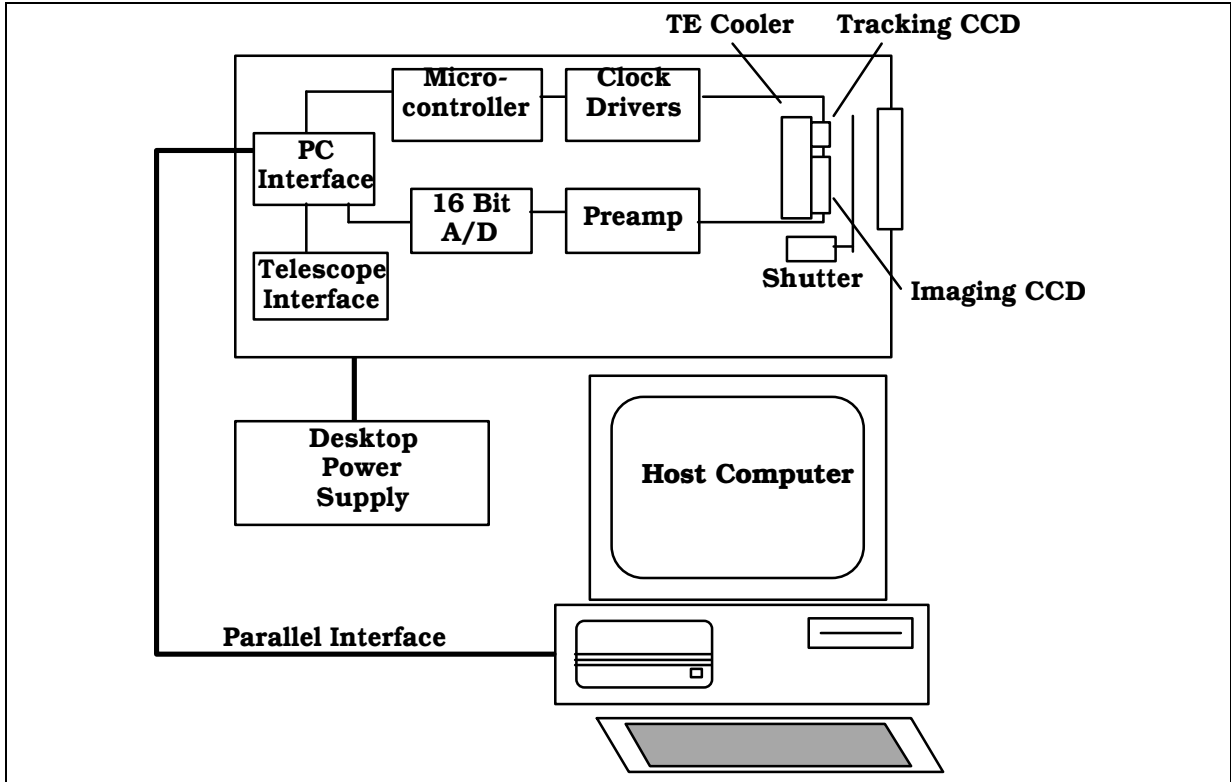 TE Cooler
Tracking CCD
Micro-
controller
Clock
Drivers
PC
Interface
16 Bit
A/D
Preamp
Telescope
Interface
Shutter
Imaging CCD
Desktop
Power
Supply
Host Computer
Parallel Interface